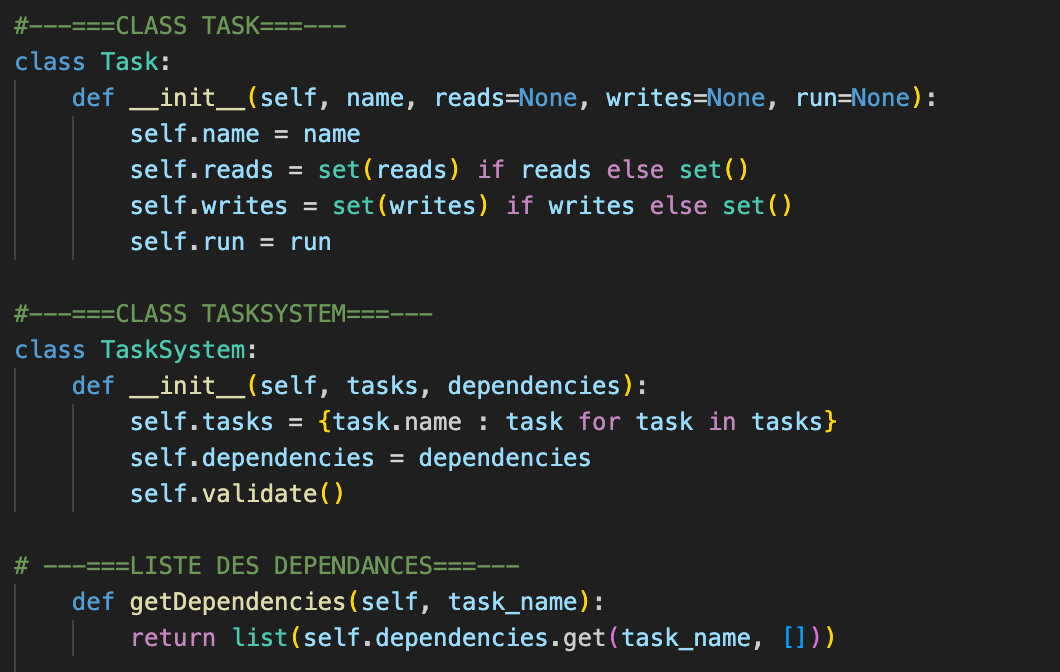 #---===CLASS TASK===---
class Task:
    def __init__(self, name, reads=None, writes=None, run=None):
        self.name = name
        self.reads = set(reads) if reads else set()
        self.writes = set(writes) if writes else set()
        self.run = run

#---===CLASS TASKSYSTEM===---
class TaskSystem:
    def __init__(self, tasks, dependencies):
        self.tasks = {task.name : task for task in tasks}
        self.dependencies = dependencies
        self.validate()

# ---===LISTE DES DEPENDANCES===---
    def getDependencies(self, task_name):
        return list(self.dependencies.get(task_name, []))